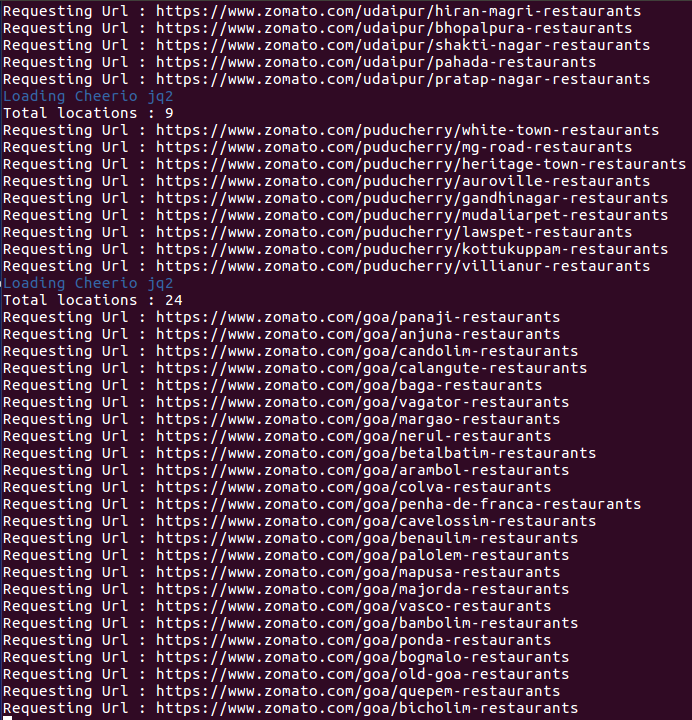 Requesting Url : https://www.zomato.com/udaipur/hiran-magri-restaurants
Requesting Url : https://www.zomato.com/udaipur/bhopalpura-restaurants
Requesting Url : https://www.zomato.com/udaipur/shakti-nagar-restaurants
Requesting Url : https://www.zomato.com/udaipur/pahada-restaurants
Requesting Url : https://www.zomato.com/udaipur/pratap-nagar-restaurants
Loading Cheerio jq2
Total locations : 9
Requesting Url : https://www.zomato.com/puducherry/white-town-restaurants
Requesting Url : https://www.zomato.com/puducherry/mg-road-restaurants
Requesting Url : https://www.zomato.com/puducherry/heritage-town-restaurants
Requesting Url : https://www.zomato.com/puducherry/auroville-restaurants
Requesting Url : https://www.zomato.com/puducherry/gandhinagar-restaurants
Requesting Url : https://www.zomato.com/puducherry/mudaliarpet-restaurants
Requesting Url : https://www.zomato.com/puducherry/lawspet-restaurants
Requesting Url : https://www.zomato.com/puducherry/kottukuppam-restaurants
Requesting Url : https://www.zomato.com/puducherry/villianur-restaurants
Loading Cheerio jq2
Total locations : 24
Requesting Url : https://www.zomato.com/goa/panaji-restaurants
Requesting Url : https://www.zomato.com/goa/anjuna-restaurants
Requesting Url : https://www.zomato.com/goa/candolim-restaurants
Requesting Url : https://www.zomato.com/goa/calangute-restaurants
Requesting Url : https://www.zomato.com/goa/baga-restaurants
Requesting Url : https://www.zomato.com/goa/vagator-restaurants
Requesting Url : https://www.zomato.com/goa/margao-restaurants
Requesting Url : https://www.zomato.com/goa/nerul-restaurants
Requesting Url : https://www.zomato.com/goa/betalbatim-restaurants
Requesting Url : https://www.zomato.com/goa/arambol-restaurants
Requesting Url : https://www.zomato.com/goa/colva-restaurants
Requesting Url : https://www.zomato.com/goa/penha-de-franca-restaurants
Requesting Url : https://www.zomato.com/goa/cavelossim-restaurants
Requesting Url : https://www.zomato.com/goa/benaulim-restaurants
Requesting Url : https://www.zomato.com/goa/palolem-restaurants
Requesting Url : https://www.zomato.com/goa/mapusa-restaurants
Requesting Url : https://www.zomato.com/goa/majorda-restaurants
Requesting Url : https://www.zomato.com/goa/vasco-restaurants
Requesting Url : https://www.zomato.com/goa/bambolim-restaurants
Requesting Url : https://www.zomato.com/goa/ponda-restaurants
Requesting Url : https://www.zomato.com/goa/bogmalo-restaurants
Requesting Url : https://www.zomato.com/goa/old-goa-restaurants
Requesting Url : https://www.zomato.com/goa/quepem-restaurants
Requesting Url : https://www.zomato.com/goa/bicholim-restaurants